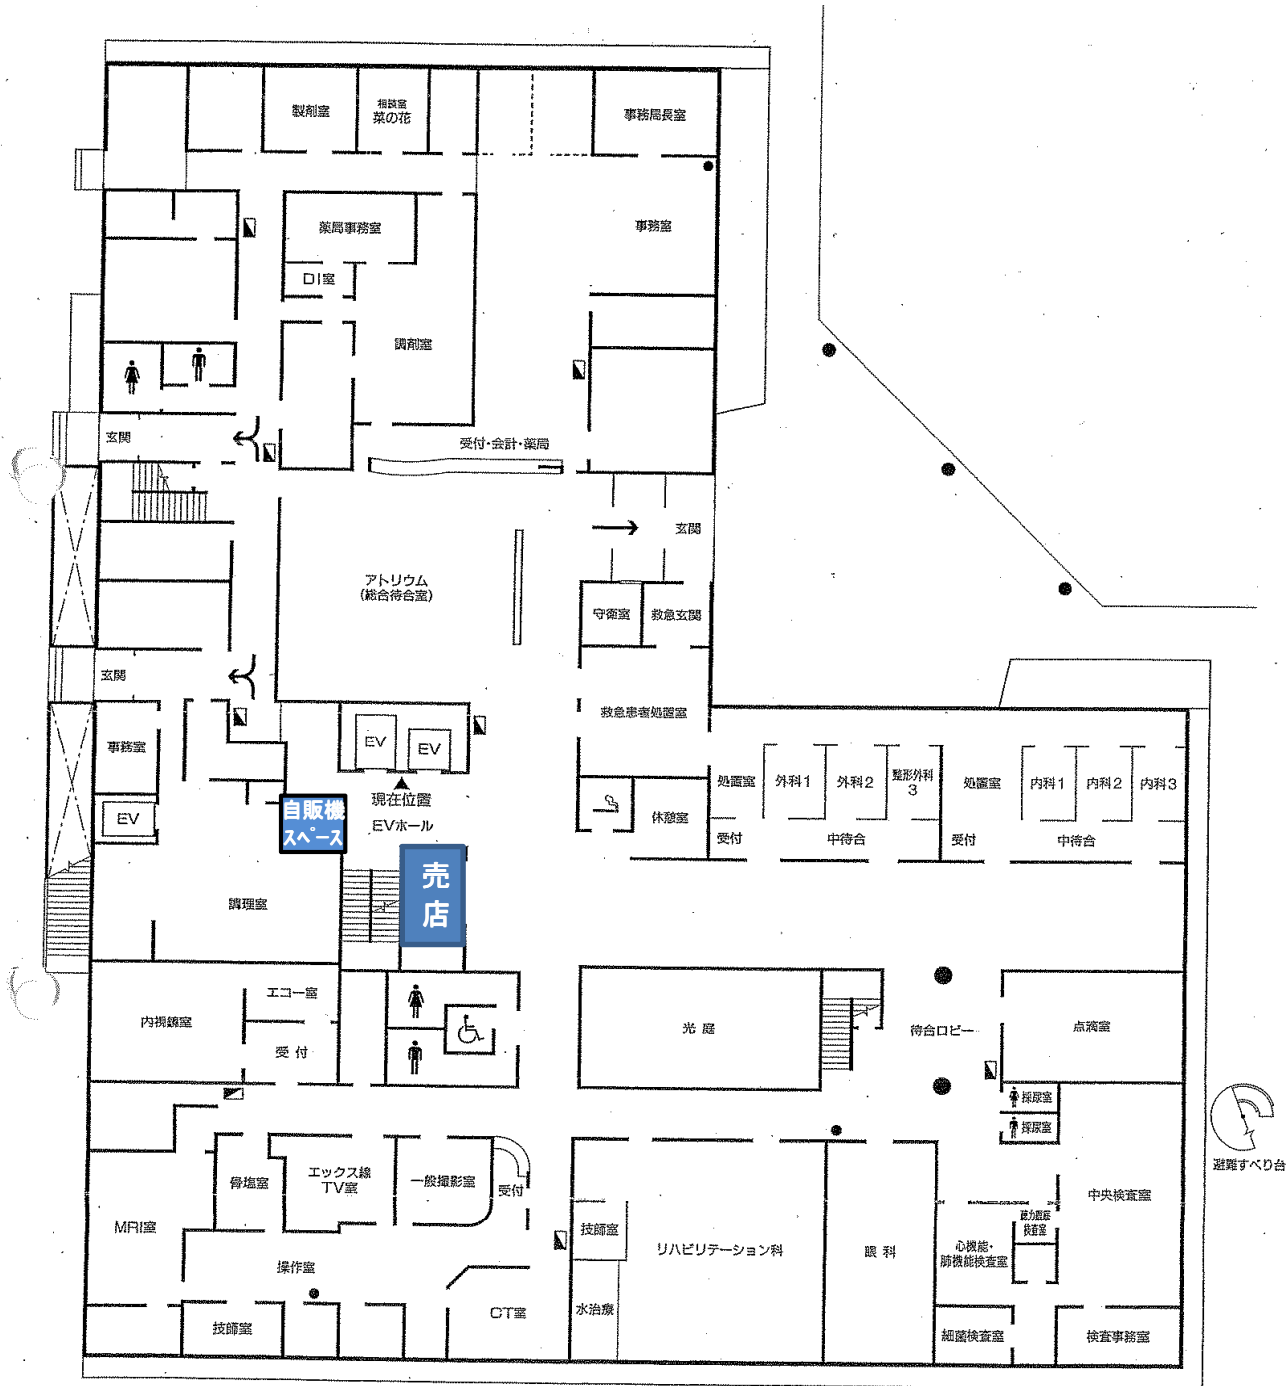 製剤室
相談室
菜の花
事務局長室
薬局事務室
事務室
DI室
調剤室
玄関
受付・会計・薬局
玄関
アトリウム
(総合待合室)
守衛室
救急玄関
玄関
救急患者処置室
事務室
EV
EV
EV
現在位置
EVホール
自販機
スペース
休憩室
処置室
外科1
外科2
整形外科
3
処置室
内科1
内科2
内科3
受付
中待合
受付
中待合
売
店
調理室
エコー室
内視鏡室
受付
光庭
待合ロビー
点滴室
採尿室
採尿室
避難すべり台
骨塩室
エックス線
TV室
一般撮影室
受付
中央検査室
MRI室
技師室
リハビリテーション科
眼科
検査室
心機能・
肺機能検査室
操作室
CT室
水治療
技師室
細菌検査室
検査事務室